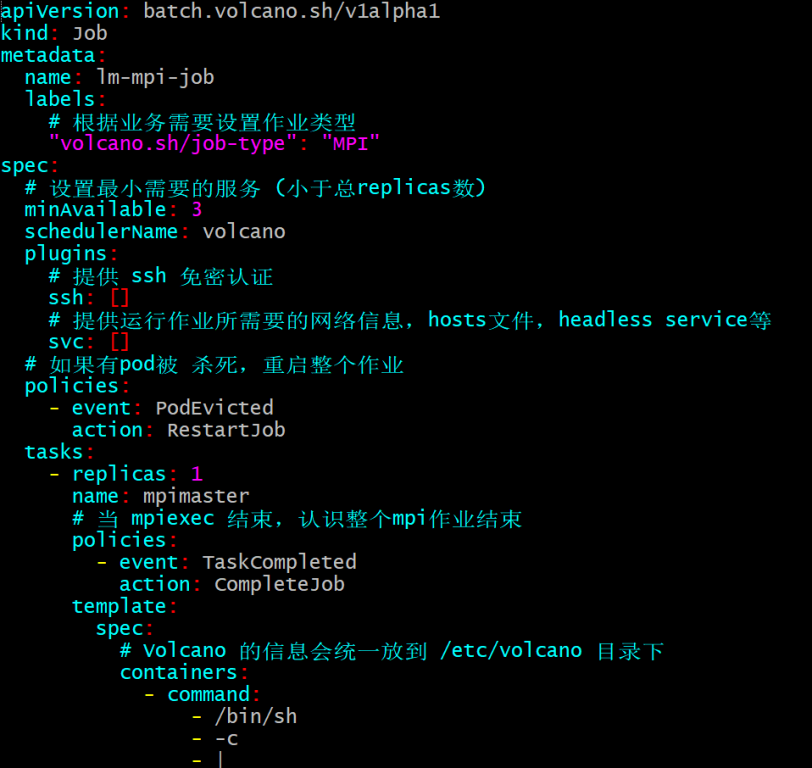 apiVersion: batch.volcano.sh/v1alpha1
kind: Job
metadata:
  name: lm-mpi-job
  labels:
    # 根据业务需要设置作业类型
    "volcano.sh/job-type": "MPI"
spec:
  # 设置最小需要的服务 (小于总replicas数)
  minAvailable: 3
  schedulerName: volcano
  plugins:
    # 提供 ssh 免密认证
    ssh: []
    # 提供运行作业所需要的网络信息，hosts文件，headless service等
    svc: []
  # 如果有pod被 杀死，重启整个作业
  policies:
    - event: PodEvicted
      action: RestartJob
  tasks:
    - replicas: 1
      name: mpimaster
      # 当 mpiexec 结束，认识整个mpi作业结束
      policies:
        - event: TaskCompleted
          action: CompleteJob
      template:
        spec:
          # Volcano 的信息会统一放到 /etc/volcano 目录下
          containers:
            - command:
                - /bin/sh
                - -c
                - |